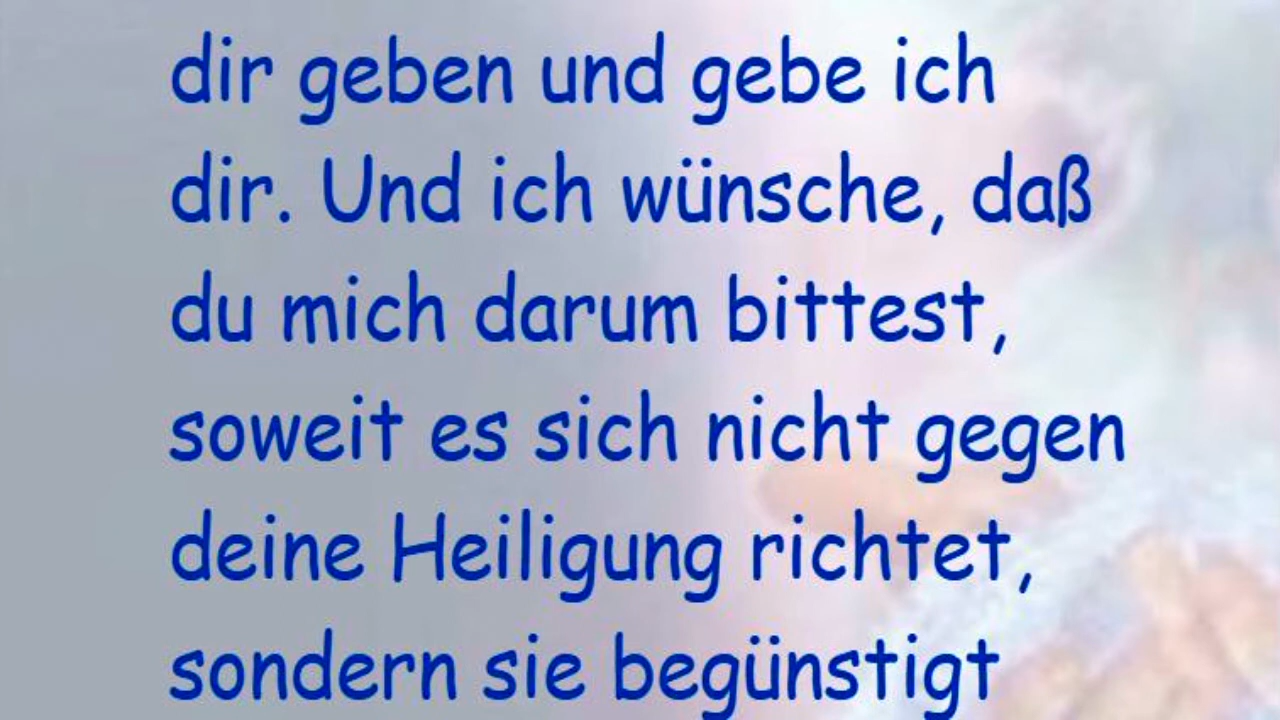 dir geben und gebe ich
dir. Und ich wünsche, daß
du mich darum bittest,
soweit es sich nicht gegen
deine Heiligung richtet,
sondern sie begünstigt